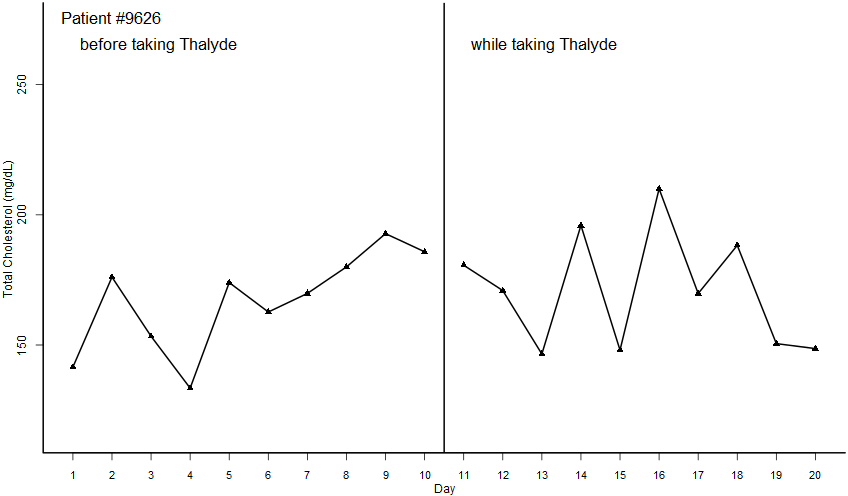 Patient #9626
before taking Thalyde
while taking Thalyde
Total Cholesterol (mg/dL)
250
200
150
1 2 3 4 5 6 7 8 9 10 11 12 13 14 15 16 17 18 19 20
Day